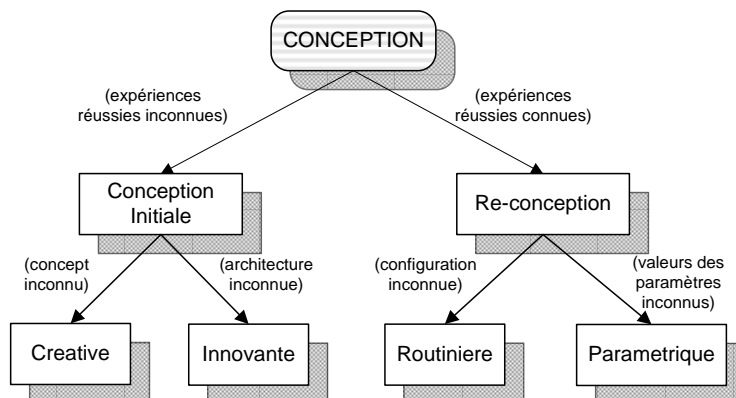 CONCEPTION
(expériences
réussies inconnues)
(expériences
réussies connues)
Conception
Initiale
Re-conception
(concept
inconnu)
(architecture
inconnue)
(configuration
inconnue)
(valeurs des
paramètres
inconnus)
Creative
Innovante
Routiniere
Parametrique